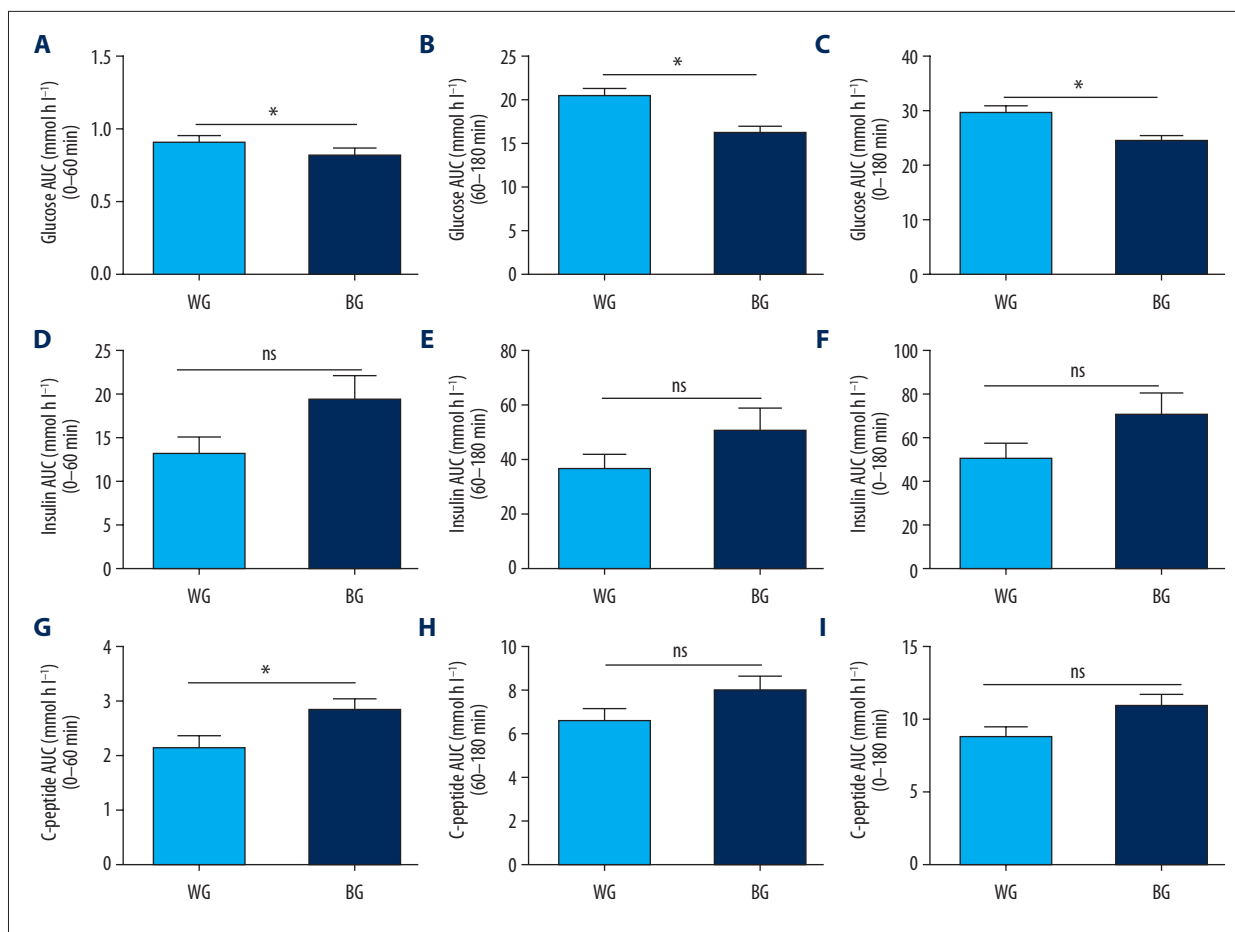 A
Glucose AUC (mmol h l⁻¹)
(0–60 min)
1.5
1.0
0.5
0.0
*
WG
BG
B
Glucose AUC (mmol h l⁻¹)
(60–180 min)
25
20
15
10
5
0
*
WG
BG
C
Glucose AUC (mmol h l⁻¹)
(0–180 min)
40
30
20
10
0
*
WG
BG
D
Insulin AUC (mmol h l⁻¹)
(0–60 min)
25
20
15
10
5
0
ns
WG
BG
E
Insulin AUC (mmol h l⁻¹)
(60–180 min)
80
60
40
20
0
ns
WG
BG
F
Insulin AUC (mmol h l⁻¹)
(0–180 min)
100
80
60
40
20
0
ns
WG
BG
G
C-peptide AUC (mmol h l⁻¹)
(0–60 min)
4
3
2
1
0
*
WG
BG
H
C-peptide AUC (mmol h l⁻¹)
(60–180 min)
10
8
6
4
2
0
ns
WG
BG
I
C-peptide AUC (mmol h l⁻¹)
(0–180 min)
15
10
5
0
ns
WG
BG